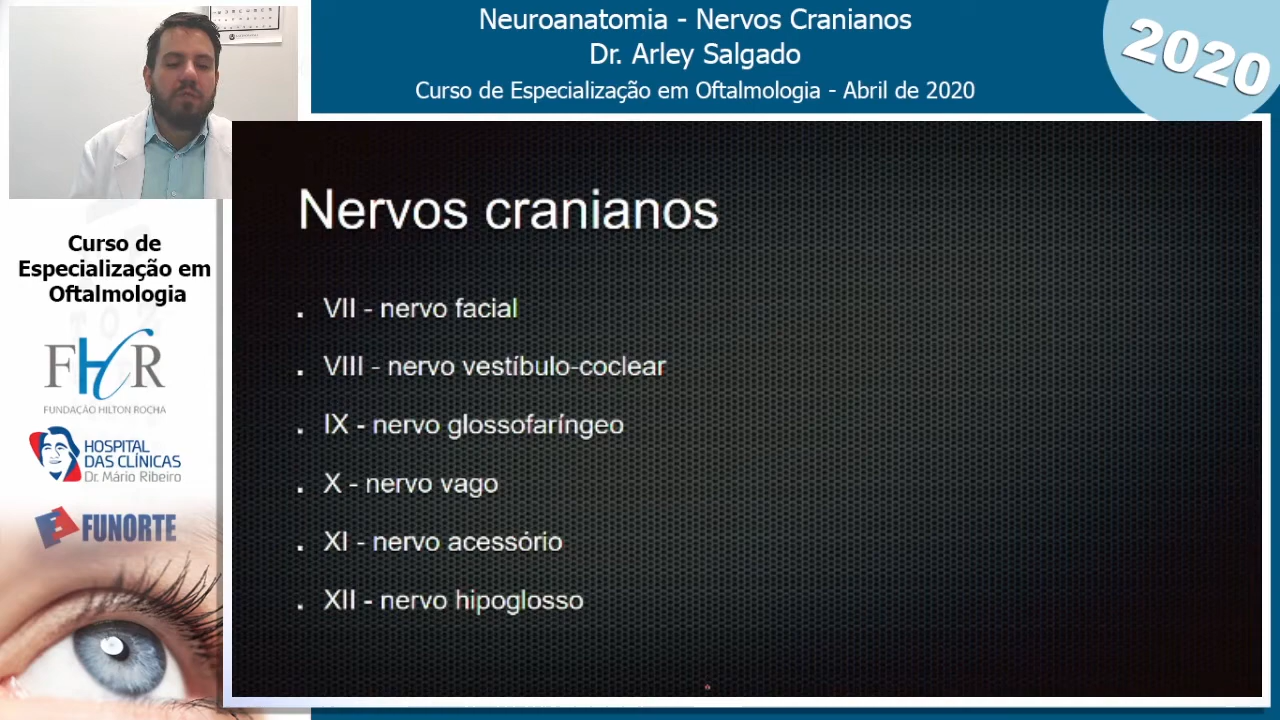 Neuroanatomia - Nervos Cranianos
Dr. Arley Salgado
Curso de Especialização em Oftalmologia - Abril de 2020
2020
Nervos cranianos
. VII - nervo facial
. VIII - nervo vestíbulo-coclear
. IX - nervo glossofaríngeo
. X - nervo vago
. XI - nervo acessório
. XII - nervo hipoglosso
Curso de
Especialização em
Oftalmologia
FHR
FUNDAÇÃO HILTON ROCHA
HOSPITAL
DAS CLÍNICAS
Dr. Mário Ribeiro
FUNORTE